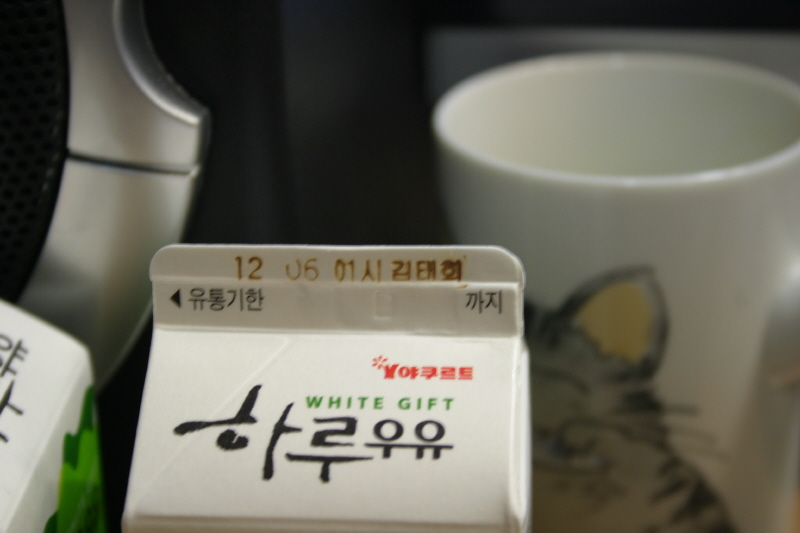 12 06 01시 김태희
◀유통기한 까지
야쿠르트
WHITE GIFT
하루우유